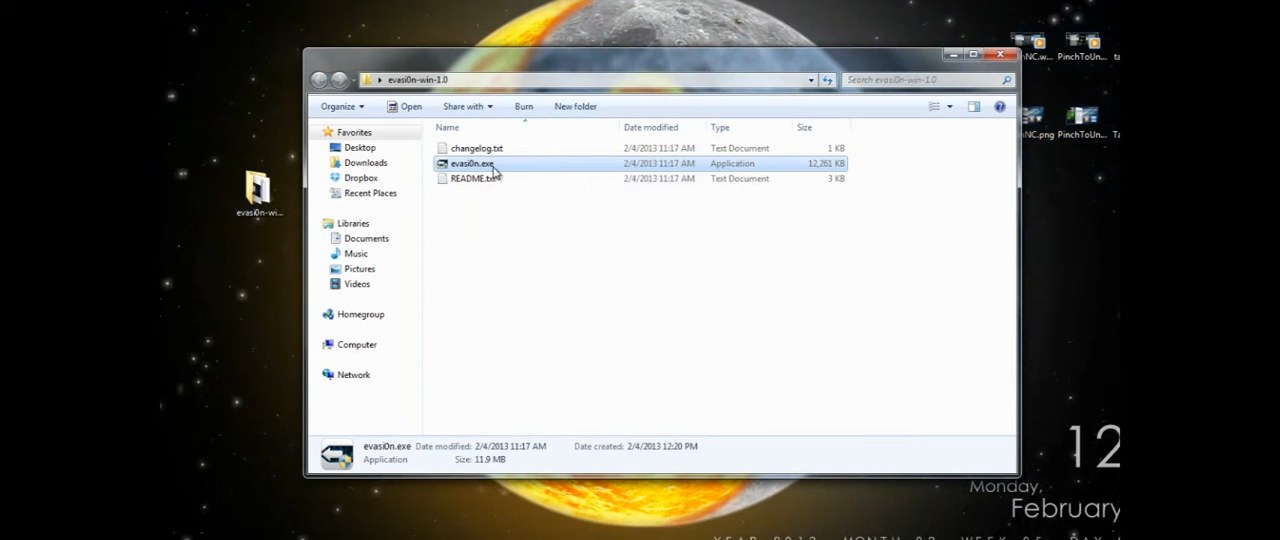 evasi0n-win-1.0
Search evasi0n-win-1.0
Organize Open Share with Burn New folder
Name Date modified Type Size
Favorites
Desktop
Downloads
Dropbox
Recent Places
Libraries
Documents
Music
Pictures
Videos
Homegroup
Computer
Network
changelog.txt 2/4/2013 11:17 AM Text Document 1 KB
evasi0n.exe 2/4/2013 11:17 AM Application 12,261 KB
README.txt 2/4/2013 11:17 AM Text Document 3 KB
evasi0n.exe Date modified: 2/4/2013 11:17 AM Date created: 2/4/2013 12:20 PM
Application Size: 11.9 MB
evasi0n-wi...
nNC.w... PinchToUn...
nNC.png PinchToUn...
12
Monday,
February